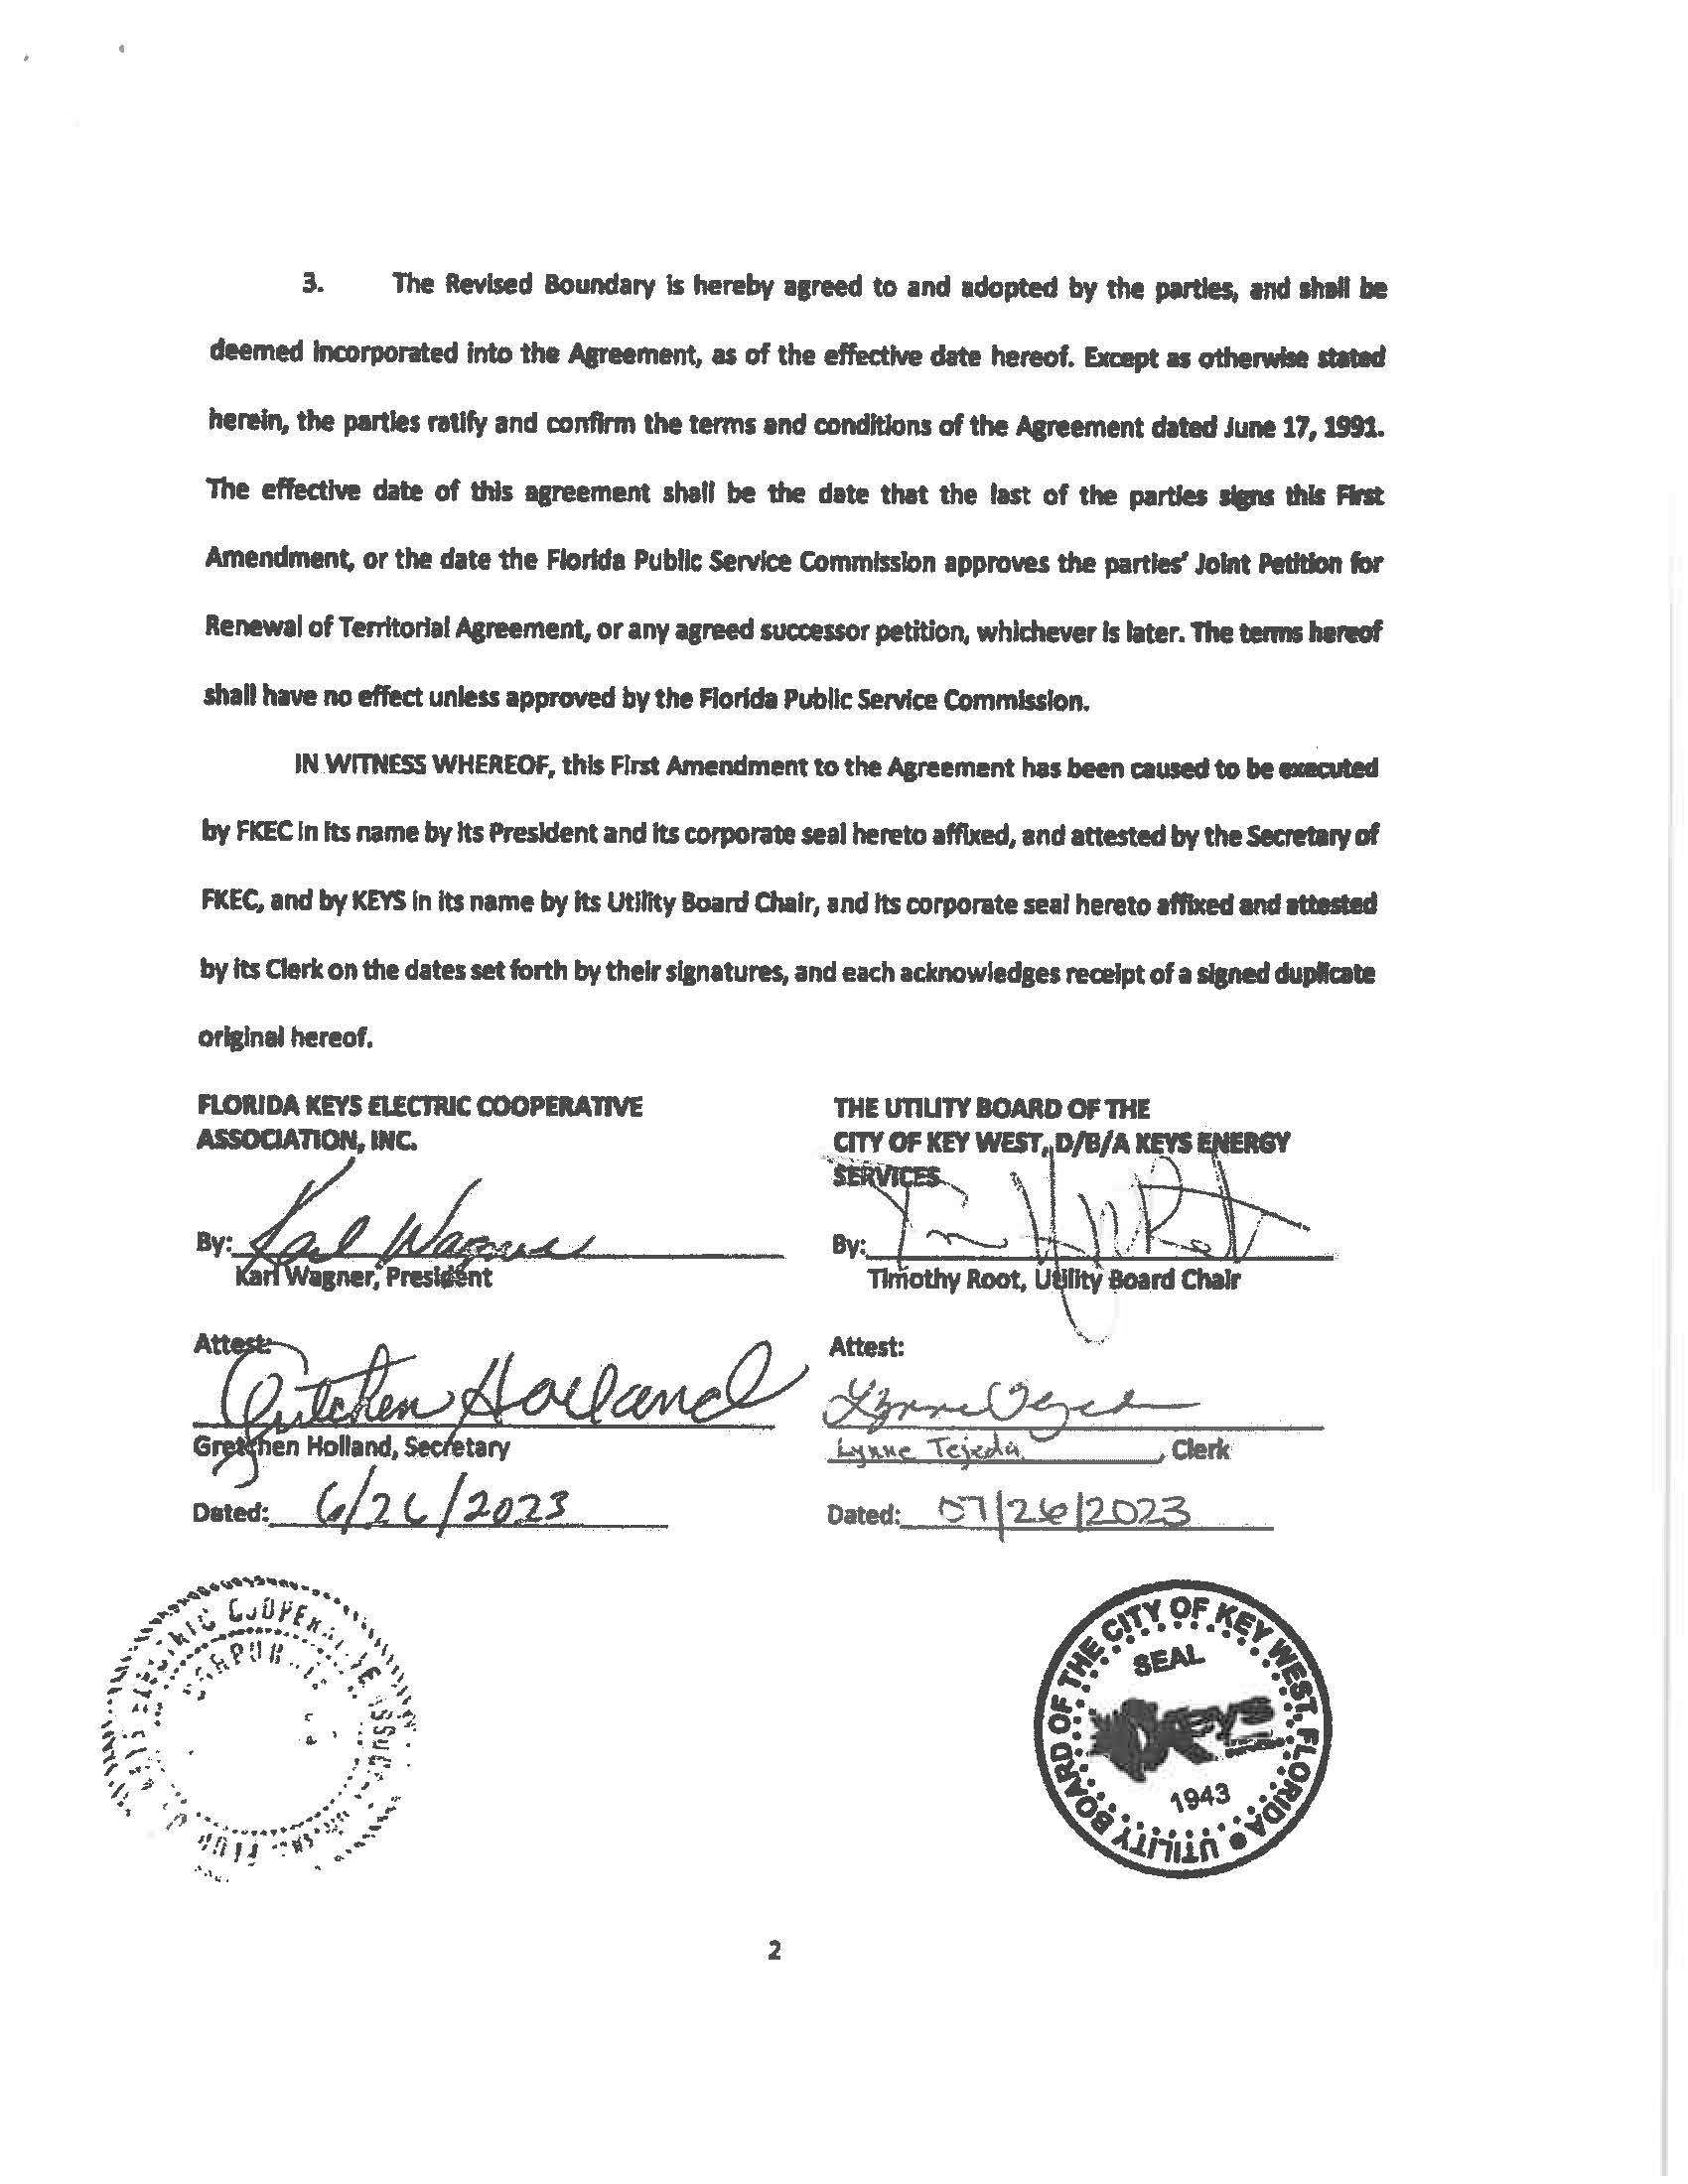 3. The Revised Boundary is hereby agreed to and adopted by the parties, and shall be
deemed incorporated into the Agreement, as of the effective date hereof. Except as otherwise stated
herein, the parties ratify and confirm the terms and conditions of the Agreement dated June 17, 1991.
The effective date of this agreement shall be the date that the last of the parties signs this First
Amendment, or the date the Florida Public Service Commission approves the parties' Joint Petition for
Renewal of Territorial Agreement, or any agreed successor petition, whichever is later. The terms hereof
shall have no effect unless approved by the Florida Public Service Commission.
IN WITNESS WHEREOF, this First Amendment to the Agreement has been caused to be executed
by FKEC in its name by its President and its corporate seal hereto affixed, and attested by the Secretary of
FKEC, and by KEYS in its name by its Utility Board Chair, and its corporate seal hereto affixed and attested
by its Clerk on the dates set forth by their signatures, and each acknowledges receipt of a signed duplicate
original hereof.
FLORIDA KEYS ELECTRIC COOPERATIVE
ASSOCIATION, INC.
By: Karl Wagner
Karl Wagner, President
Attest:
Gretchen Holland
Gretchen Holland, Secretary
Dated: 6/26/2023
THE UTILITY BOARD OF THE
CITY OF KEY WEST, D/B/A KEYS ENERGY
SERVICES
By:
Timothy Root, Utility Board Chair
Attest:
Lynne Tejeda
Lynne Tejeda, Clerk
Dated: 07/26/2023
UTILITY BOARD OF THE CITY OF KEY WEST, FLORIDA
SEAL
KEYS
1943
2